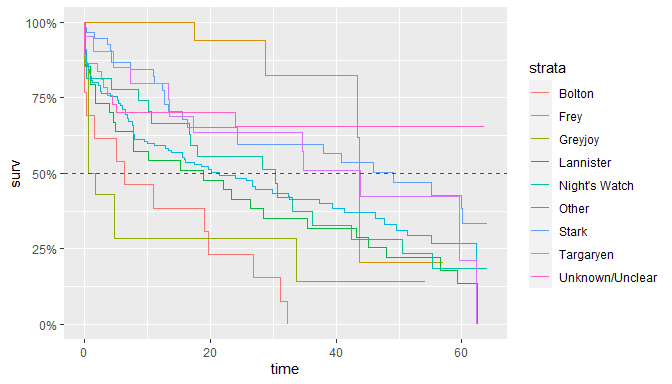 100%
75%
50%
25%
0%
surv
0
20
40
60
time
strata
Bolton
Frey
Greyjoy
Lannister
Night's Watch
Other
Stark
Targaryen
Unknown/Unclear